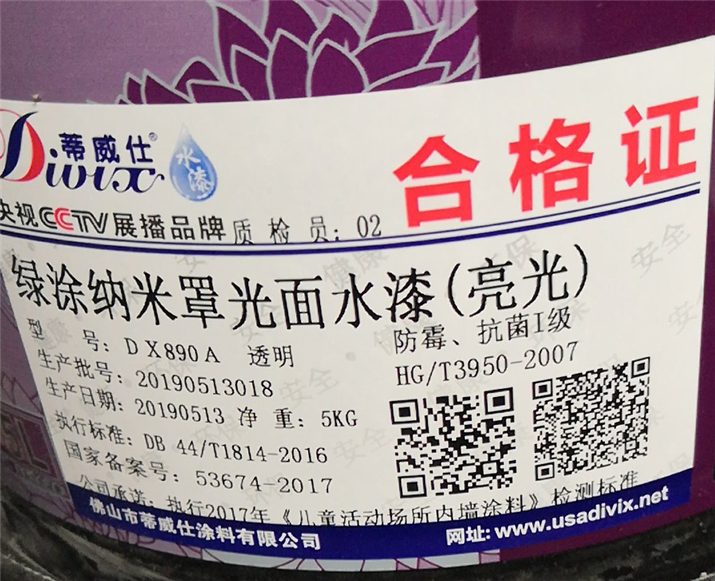 Divix
蒂威仕®
水漆
合格证
央视CCTV展播品牌
质检员: 02
绿涂纳米罩光面水漆(亮光)
型 号: DX890A 透明
防霉、抗菌I级
生产批号: 20190513018
HG/T3950-2007
生产日期: 20190513 净 重: 5KG
执行标准: DB 44/T1814-2016
国家备案号: 53674-2017
公司承诺: 执行2017年《儿童活动场所内墙涂料》检测标准
佛山市蒂威仕涂料有限公司
网址: www.usadivix.net
安全·健康·环保